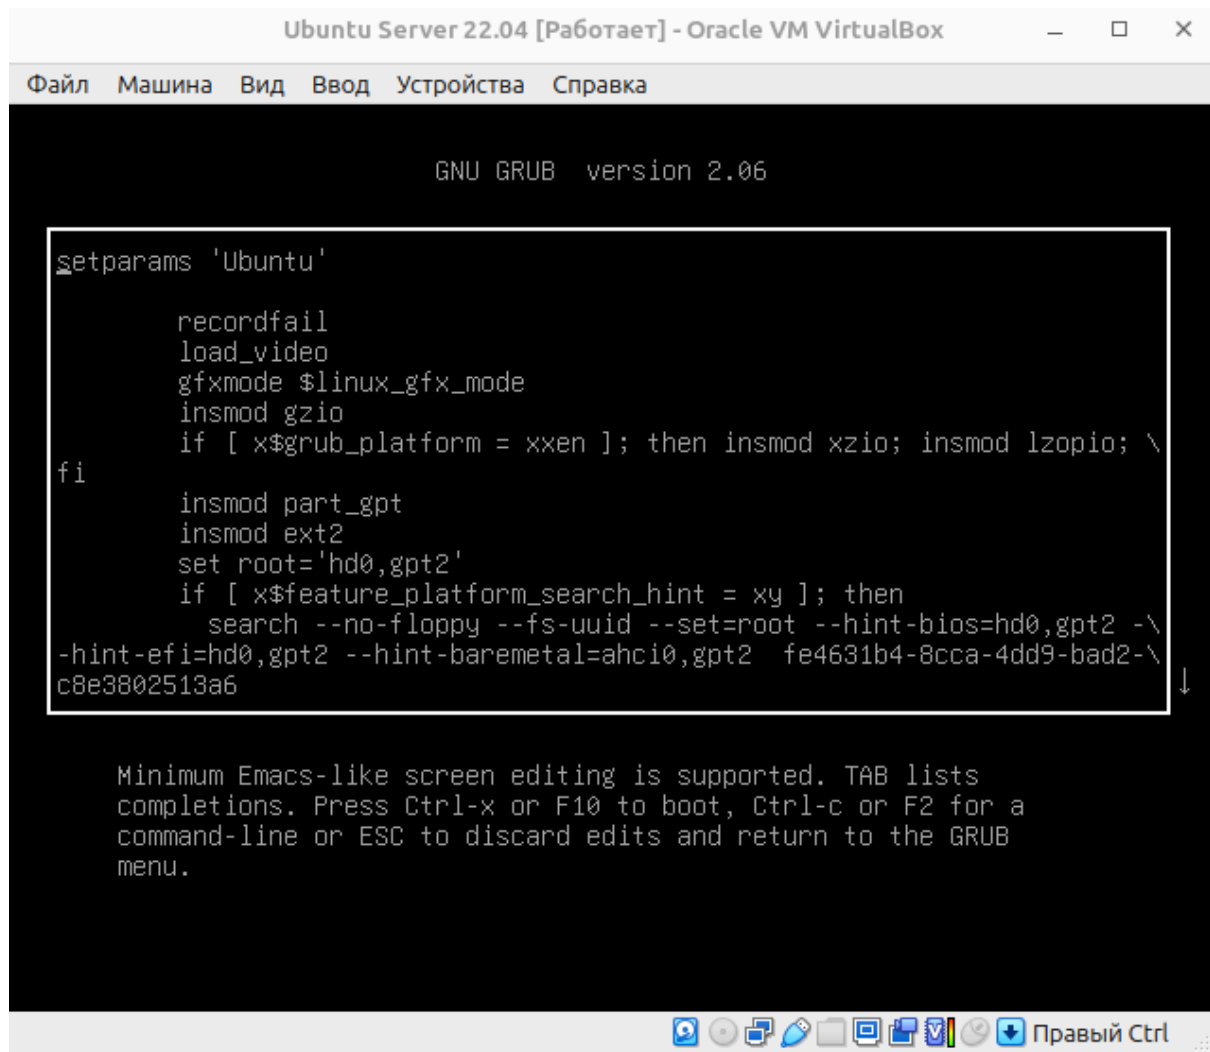 Ubuntu Server 22.04 [Работает] - Oracle VM VirtualBox
Файл Машина Вид Ввод Устройства Справка
GNU GRUB version 2.06
setparams 'Ubuntu'
recordfail
load_video
gfxmode $linux_gfx_mode
insmod gzio
if [ x$grub_platform = xxen ]; then insmod xzio; insmod lzopio; \
fi
insmod part_gpt
insmod ext2
set root='hd0,gpt2'
if [ x$feature_platform_search_hint = xy ]; then
search --no-floppy --fs-uuid --set=root --hint-bios=hd0,gpt2 -\
-hint-efi=hd0,gpt2 --hint-baremetal=ahci0,gpt2  fe4631b4-8cca-4dd9-bad2-\
c8e3802513a6
Minimum Emacs-like screen editing is supported. TAB lists
completions. Press Ctrl-x or F10 to boot, Ctrl-c or F2 for a
command-line or ESC to discard edits and return to the GRUB
menu.
Правый Ctrl